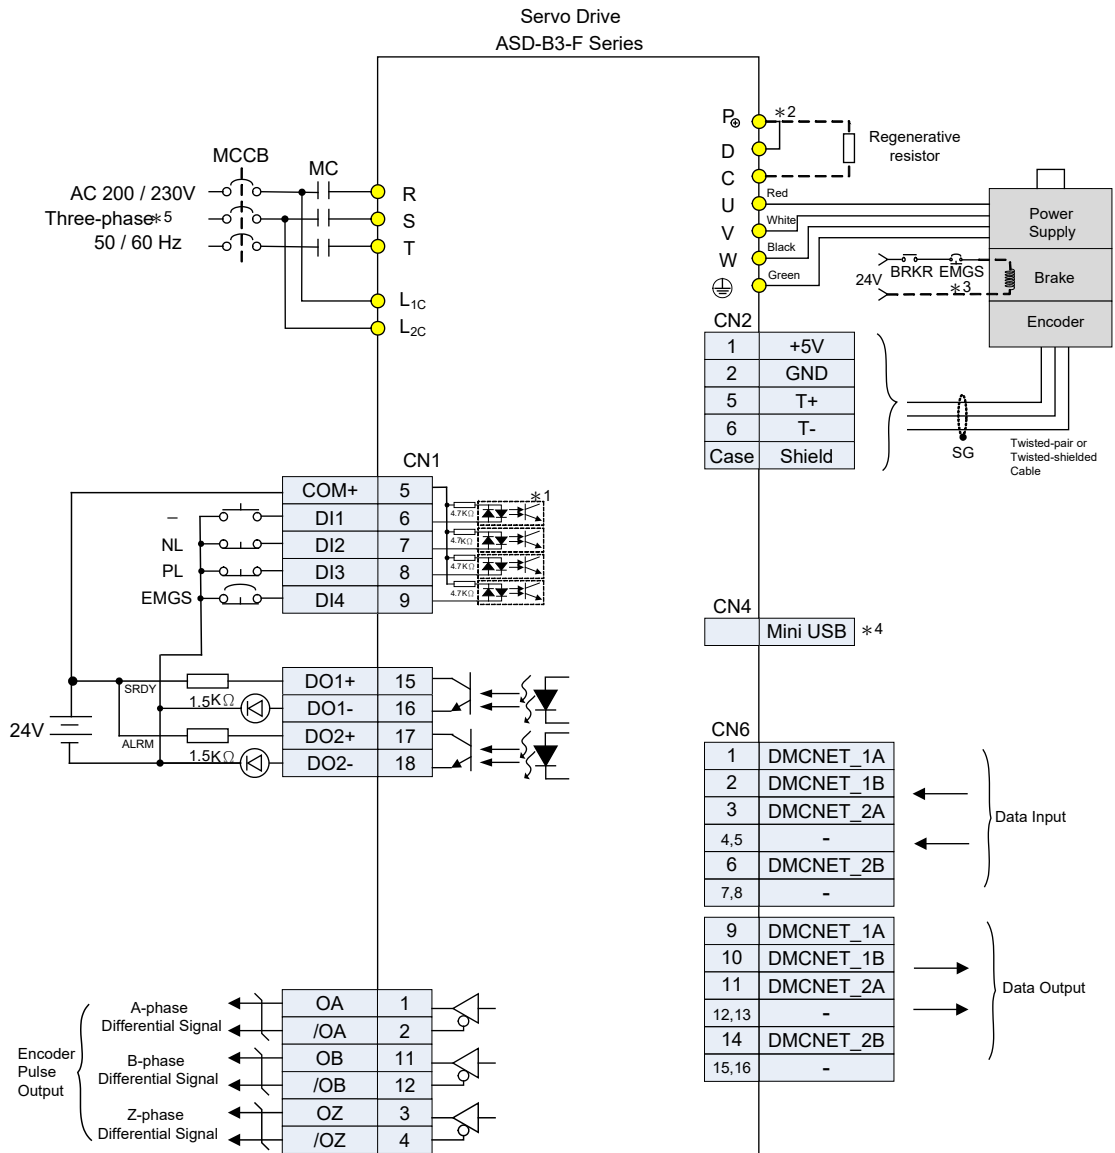 Servo Drive
ASD-B3-F Series
MCCB
MC
AC 200 / 230V
Three-phase＊5
50 / 60 Hz
R
S
T
L1C
L2C
P⊕
＊2
D
C
Regenerative
resistor
U
Red
V
White
W
Black
Green
Power
Supply
24V
BRKR
EMGS
＊3
Brake
Encoder
CN2
1 +5V
2 GND
5 T+
6 T-
Case Shield
SG
Twisted-pair or
Twisted-shielded
Cable
CN1
COM+ 5
– DI1 6
NL DI2 7
PL DI3 8
EMGS DI4 9
＊1
4.7KΩ
4.7KΩ
4.7KΩ
4.7KΩ
CN4
Mini USB ＊4
24V
SRDY
DO1+ 15
1.5KΩ
DO1- 16
ALRM
DO2+ 17
1.5KΩ
DO2- 18
CN6
1 DMCNET_1A
2 DMCNET_1B
3 DMCNET_2A
4,5 -
6 DMCNET_2B
7,8 -
Data Input
9 DMCNET_1A
10 DMCNET_1B
11 DMCNET_2A
12,13 -
14 DMCNET_2B
15,16 -
Data Output
Encoder
Pulse
Output
A-phase
Differential Signal
OA 1
/OA 2
B-phase
Differential Signal
OB 11
/OB 12
Z-phase
Differential Signal
OZ 3
/OZ 4